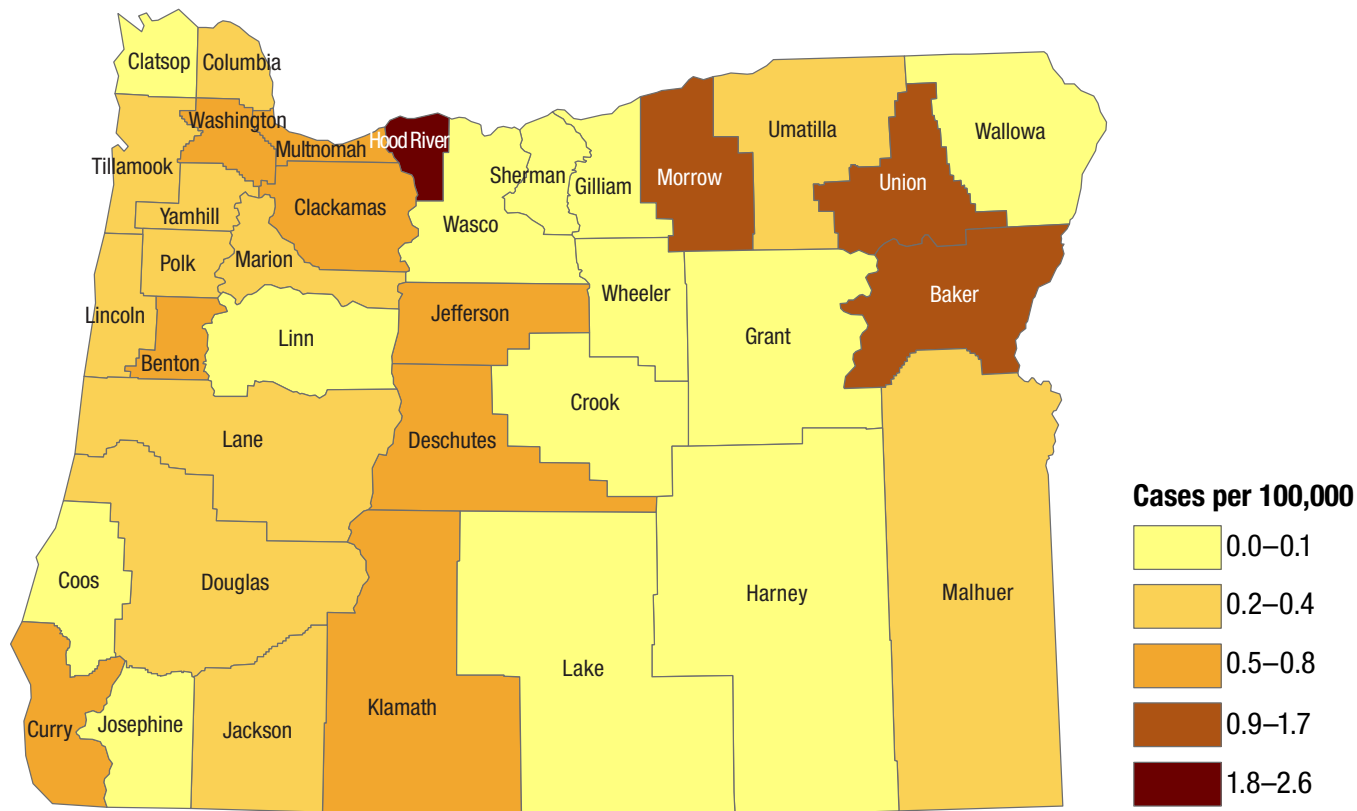 Clatsop
Columbia
Washington
Tillamook
Multnomah
Hood River
Yamhill
Clackamas
Wasco
Sherman
Gilliam
Morrow
Umatilla
Union
Wallowa
Polk
Marion
Lincoln
Benton
Linn
Jefferson
Wheeler
Grant
Baker
Crook
Lane
Deschutes
Coos
Douglas
Harney
Malhuer
Curry
Josephine
Jackson
Klamath
Lake
Cases per 100,000
0.0–0.1
0.2–0.4
0.5–0.8
0.9–1.7
1.8–2.6